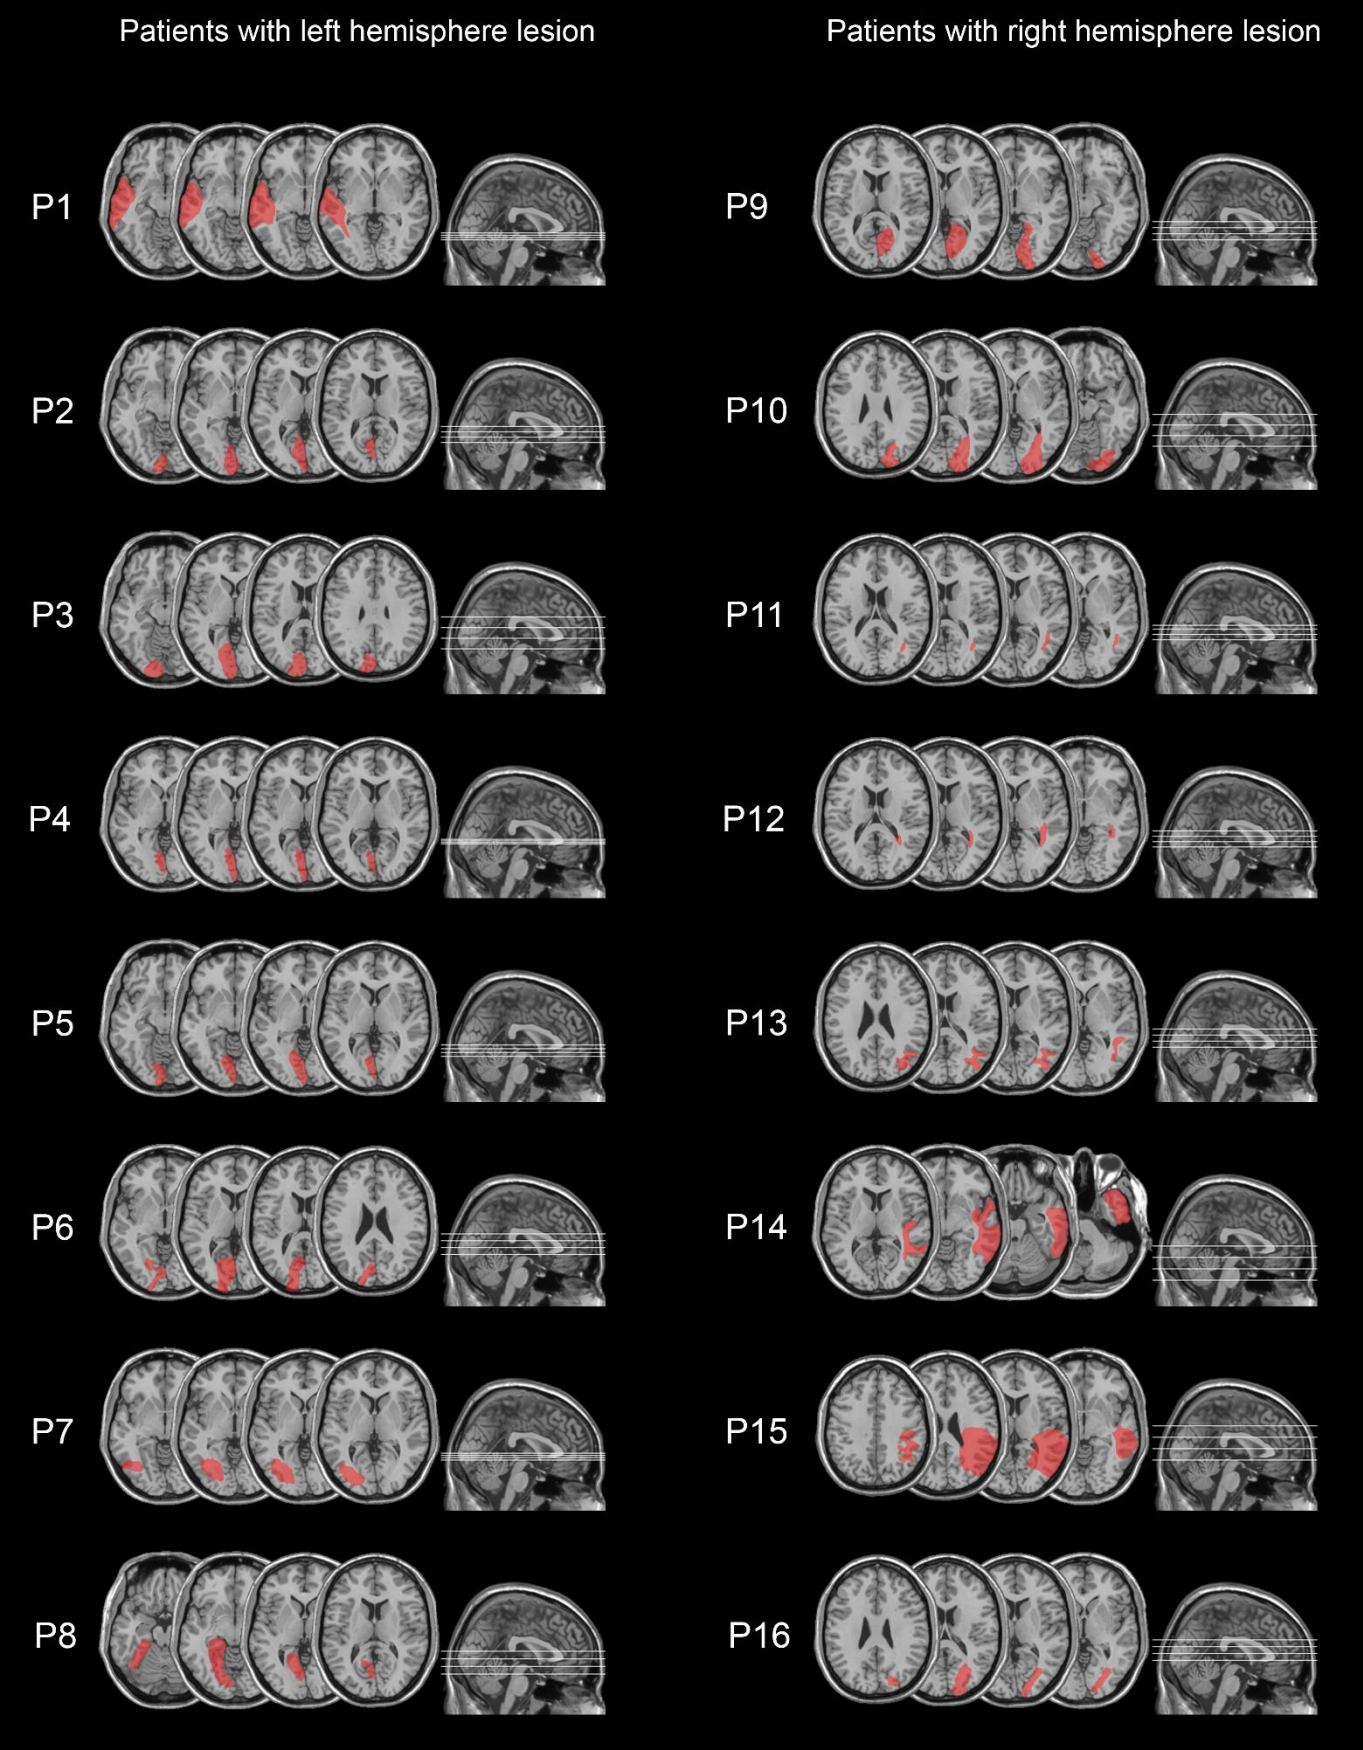 Patients with left hemisphere lesion
Patients with right hemisphere lesion
P1
P9
P2
P10
P3
P11
P4
P12
P5
P13
P6
P14
P7
P15
P8
P16